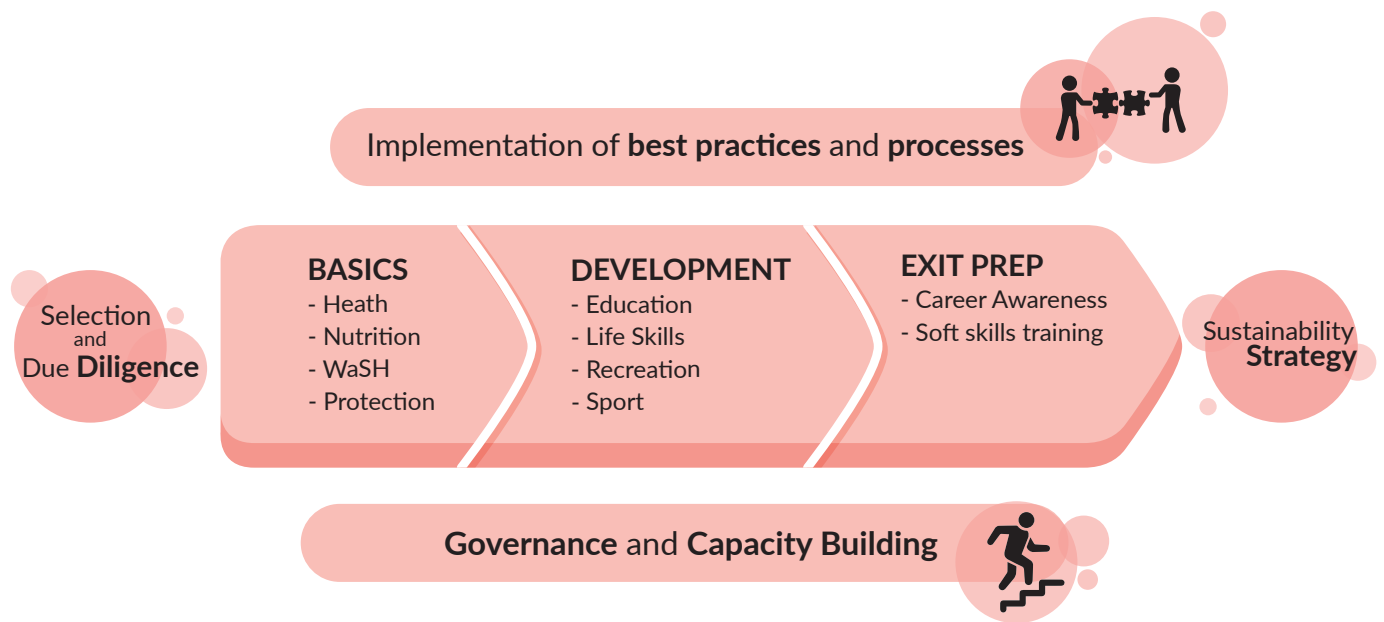 Implementation of best practices and processes
Selection
and
Due Diligence
BASICS
- Heath
- Nutrition
- WaSH
- Protection
DEVELOPMENT
- Education
- Life Skills
- Recreation
- Sport
EXIT PREP
- Career Awareness
- Soft skills training
Sustainability
Strategy
Governance and Capacity Building